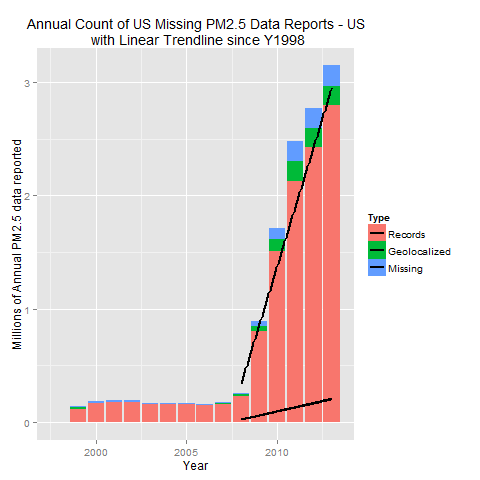 Annual Count of US Missing PM2.5 Data Reports - US
with Linear Trendline since Y1998
Millions of Annual PM2.5 data reported
3
2
1
0
2000
2005
2010
Year
Type
Records
Geolocalized
Missing